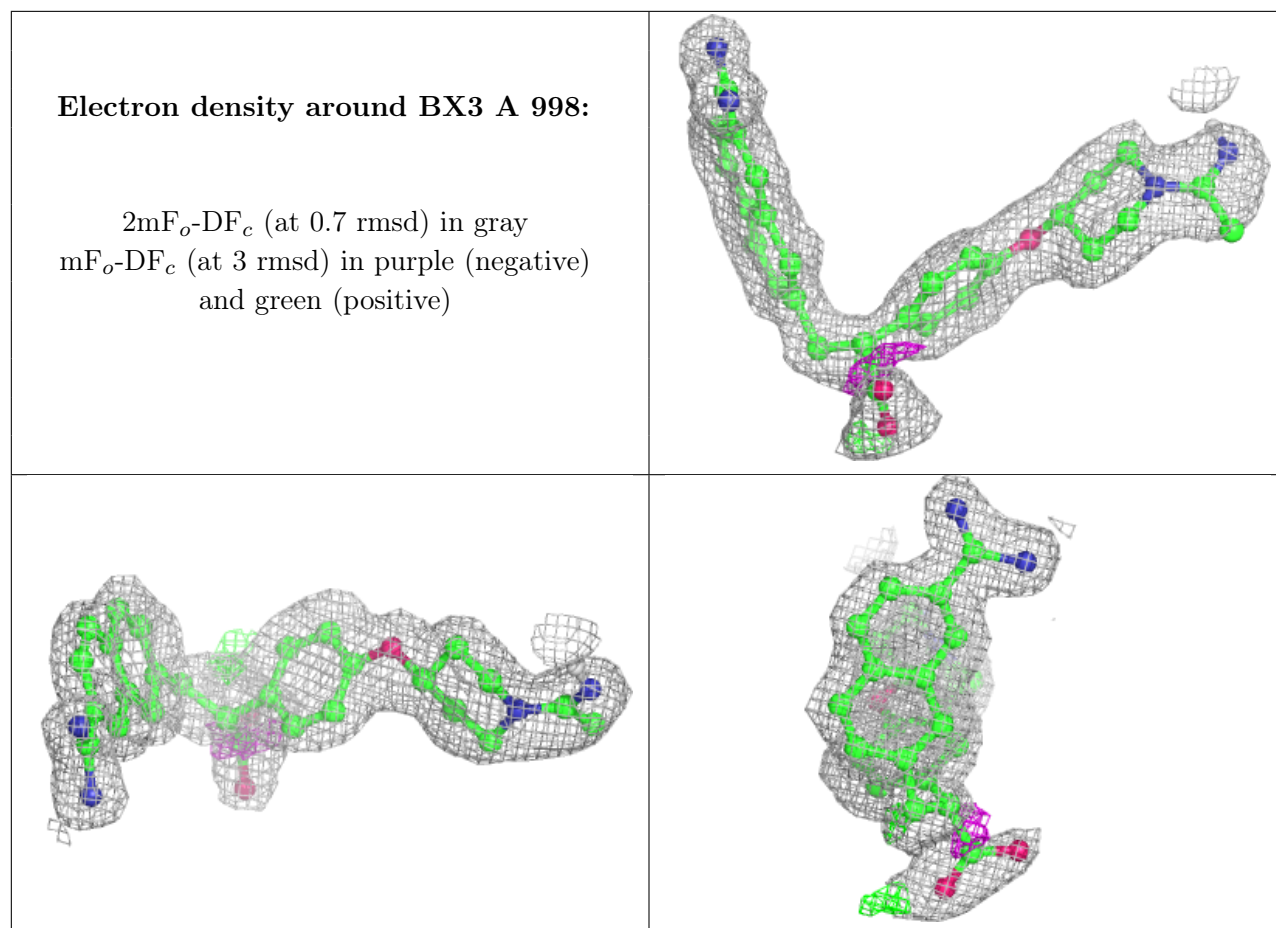 Electron density around BX3 A 998:
2mFo-DFc (at 0.7 rmsd) in gray
mFo-DFc (at 3 rmsd) in purple (negative)
and green (positive)